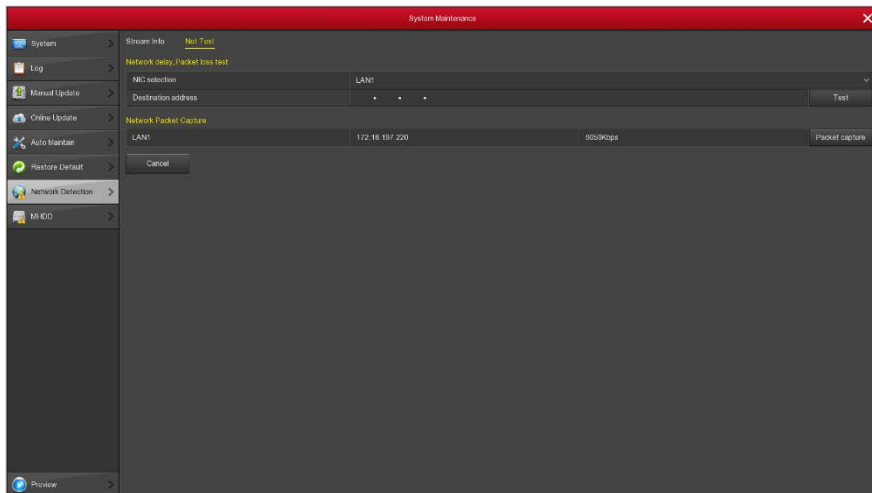 System Maintenance
System
Stream Info Net Test
Log
Network delay,Packet loss test
NIC selection LAN1
Manual Update
Destination address . . . Test
Online Update
Network Packet Capture
Auto Maintain
LAN1 172.18.197.220 6059Kbps Packet capture
Restore Default
Cancel
Network Detection
MHDD
Preview